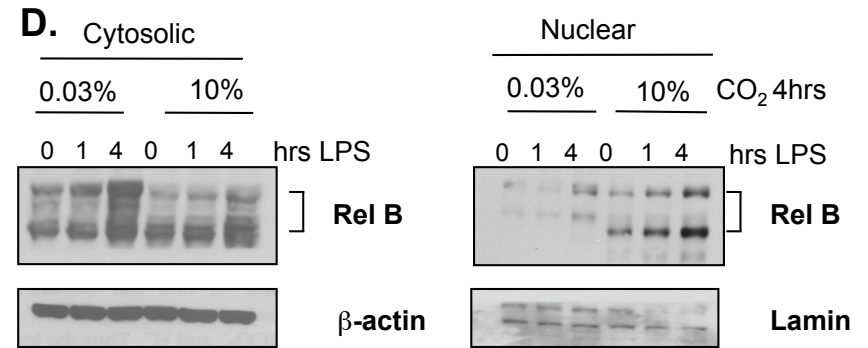 D.
Cytosolic
Nuclear
0.03% 10%
0.03% 10% CO₂ 4hrs
0 1 4 0 1 4 hrs LPS
0 1 4 0 1 4 hrs LPS
Rel B
Rel B
β-actin
Lamin